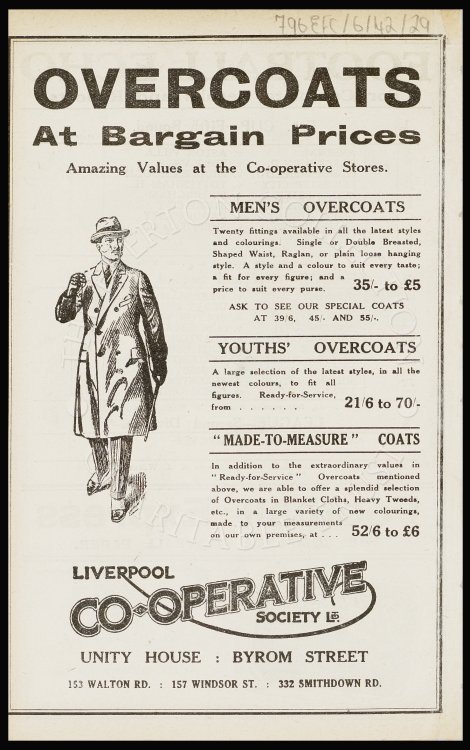 796EFC/6/42/29
OVERCOATS
At Bargain Prices
Amazing Values at the Co-operative Stores.
MEN'S OVERCOATS
Twenty fittings available in all the latest styles
and colourings. Single or Double Breasted,
Shaped Waist, Raglan, or plain loose hanging
style. A style and a colour to suit every taste;
a fit for every figure; and a
price to suit every purse. 35/- to £5
ASK TO SEE OUR SPECIAL COATS
AT 39/6, 45/- AND 55/-.
YOUTHS' OVERCOATS
A large selection of the latest styles, in all the
newest colours, to fit all
figures. Ready-for-Service,
from . . . . . . 21/6 to 70/-
"MADE-TO-MEASURE" COATS
In addition to the extraordinary values in
"Ready-for-Service" Overcoats mentioned
above, we are able to offer a splendid selection
of Overcoats in Blanket Cloths, Heavy Tweeds,
etc., in a large variety of new colourings,
made to your measurements
on our own premises, at . . . 52/6 to £6
LIVERPOOL
CO-OPERATIVE
SOCIETY LTD.
UNITY HOUSE : BYROM STREET
153 WALTON RD. : 157 WINDSOR ST. : 332 SMITHDOWN RD.